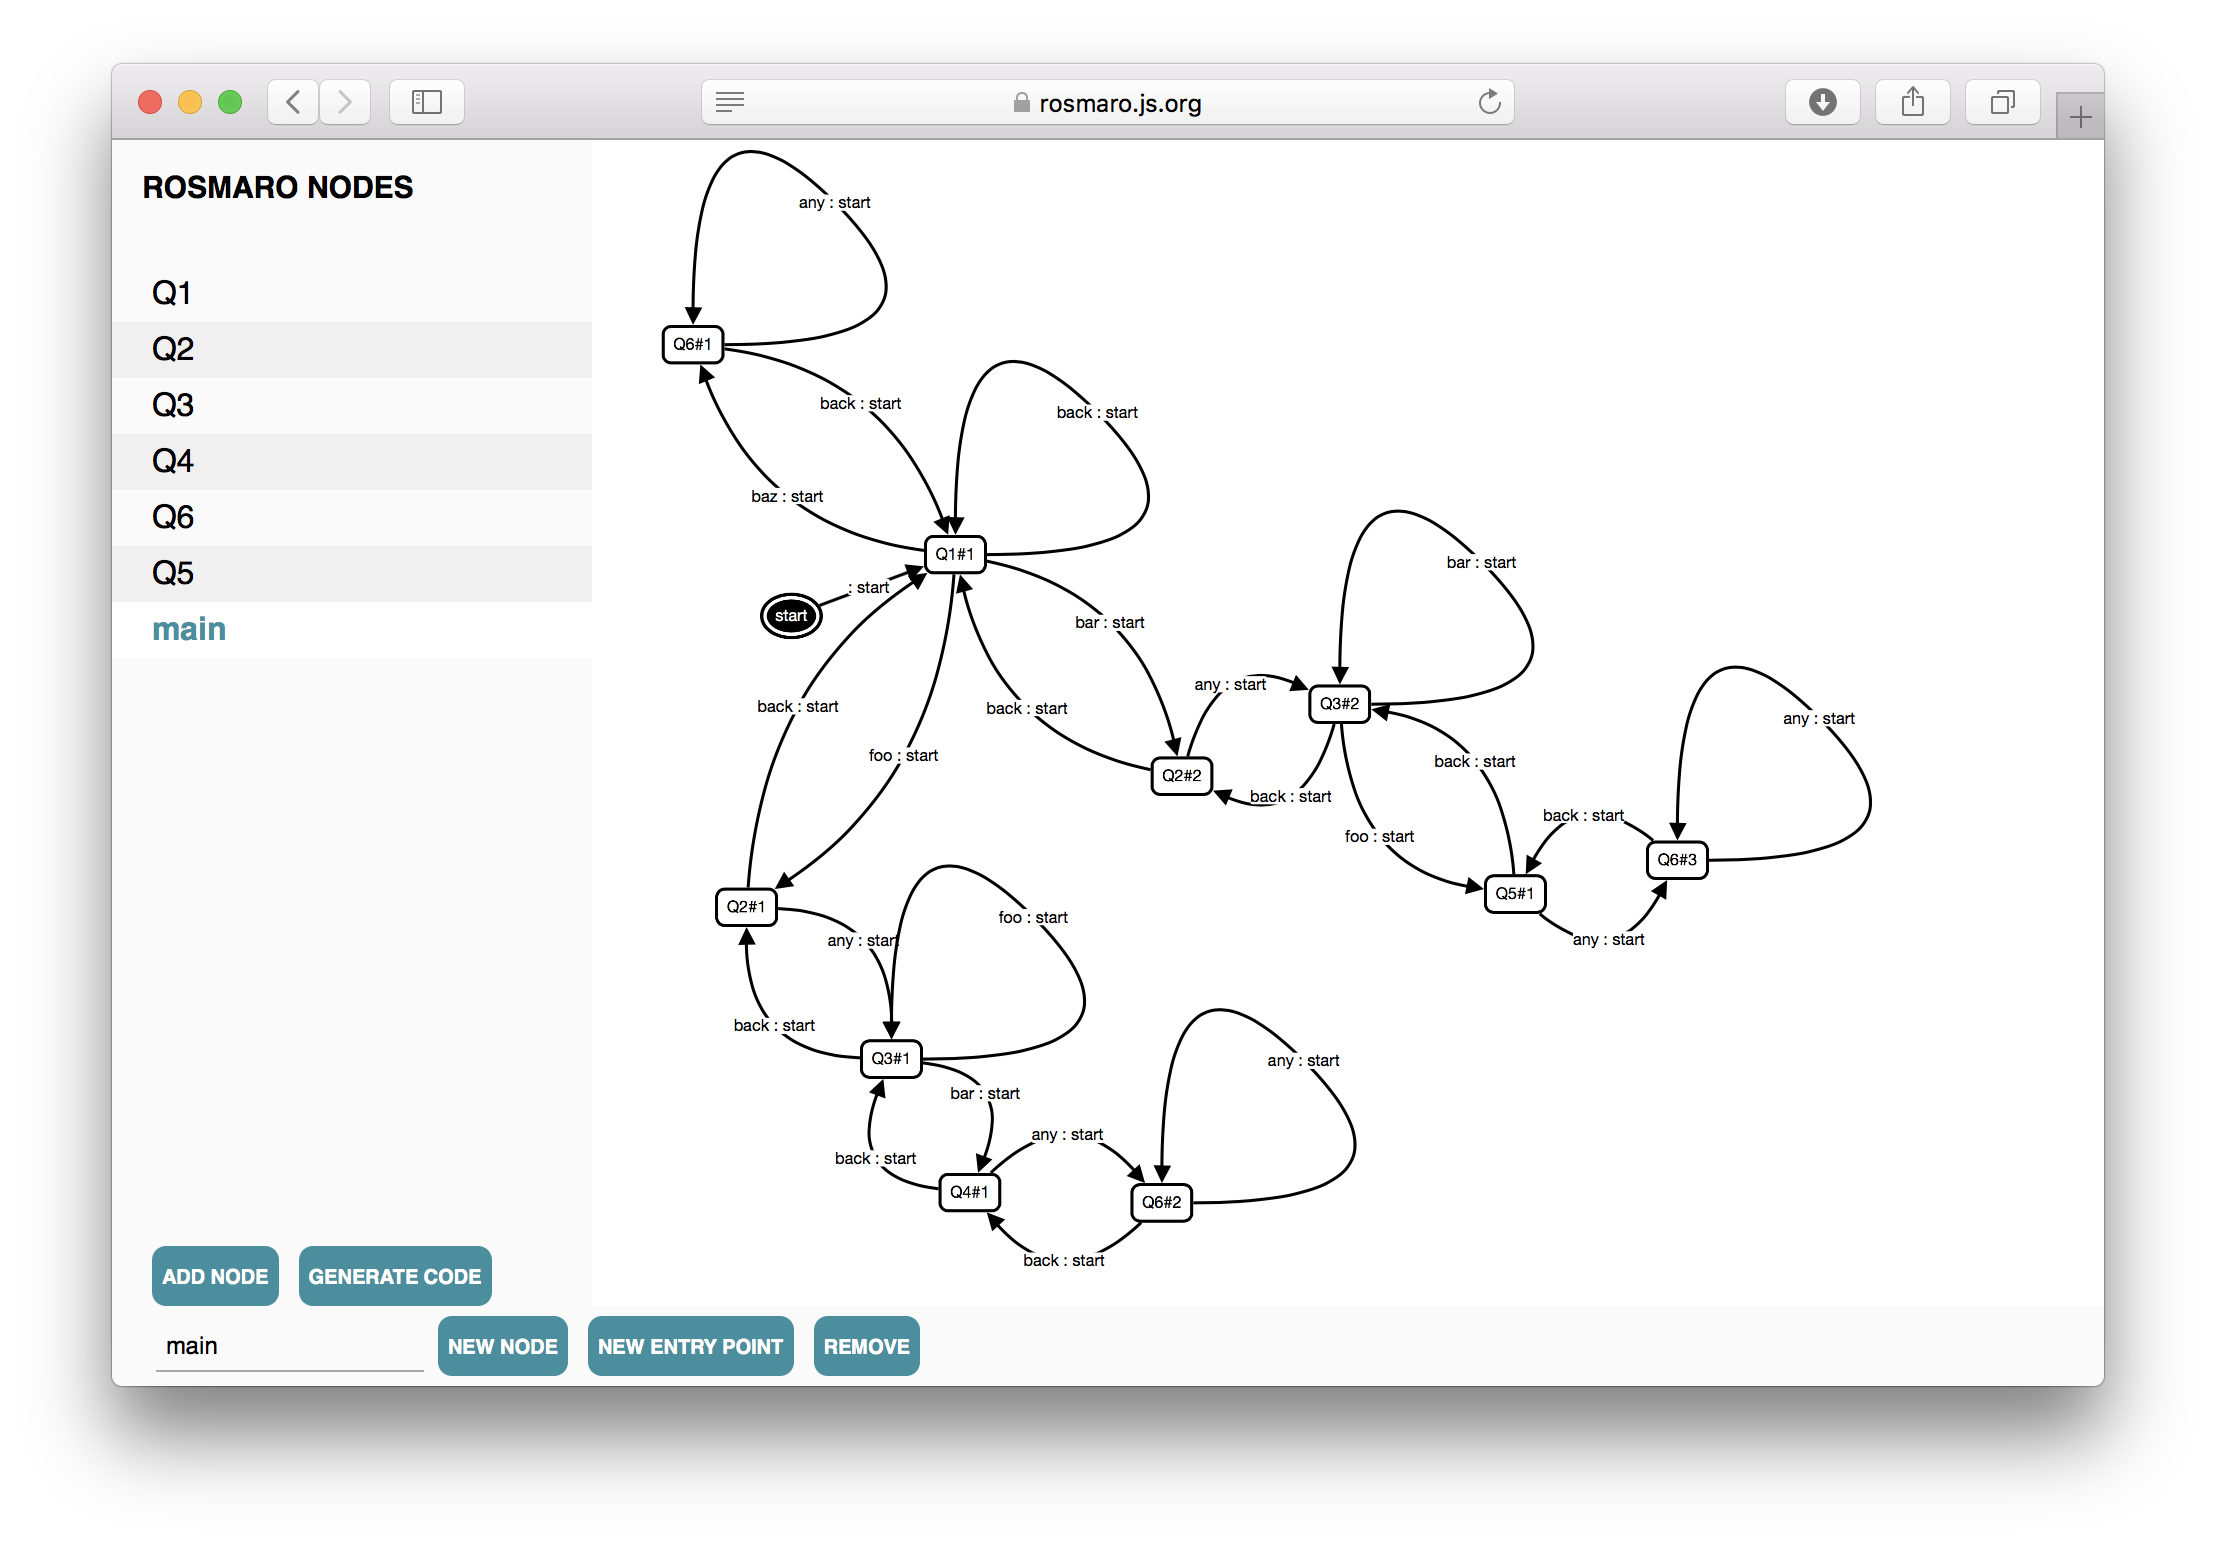 rosmaro.js.org
ROSMARO NODES
Q1
Q2
Q3
Q4
Q6
Q5
main
any : start
Q6#1
back : start
back : start
baz : start
Q1#1
: start
start
bar : start
bar : start
any : start
Q3#2
back : start
back : start
any : start
foo : start
back : start
Q2#2
back : start
foo : start
back : start
Q6#3
Q5#1
any : start
Q2#1
foo : start
any : start
back : start
Q3#1
any : start
bar : start
any : start
back : start
Q4#1
Q6#2
back : start
ADD NODE
GENERATE CODE
main
NEW NODE
NEW ENTRY POINT
REMOVE